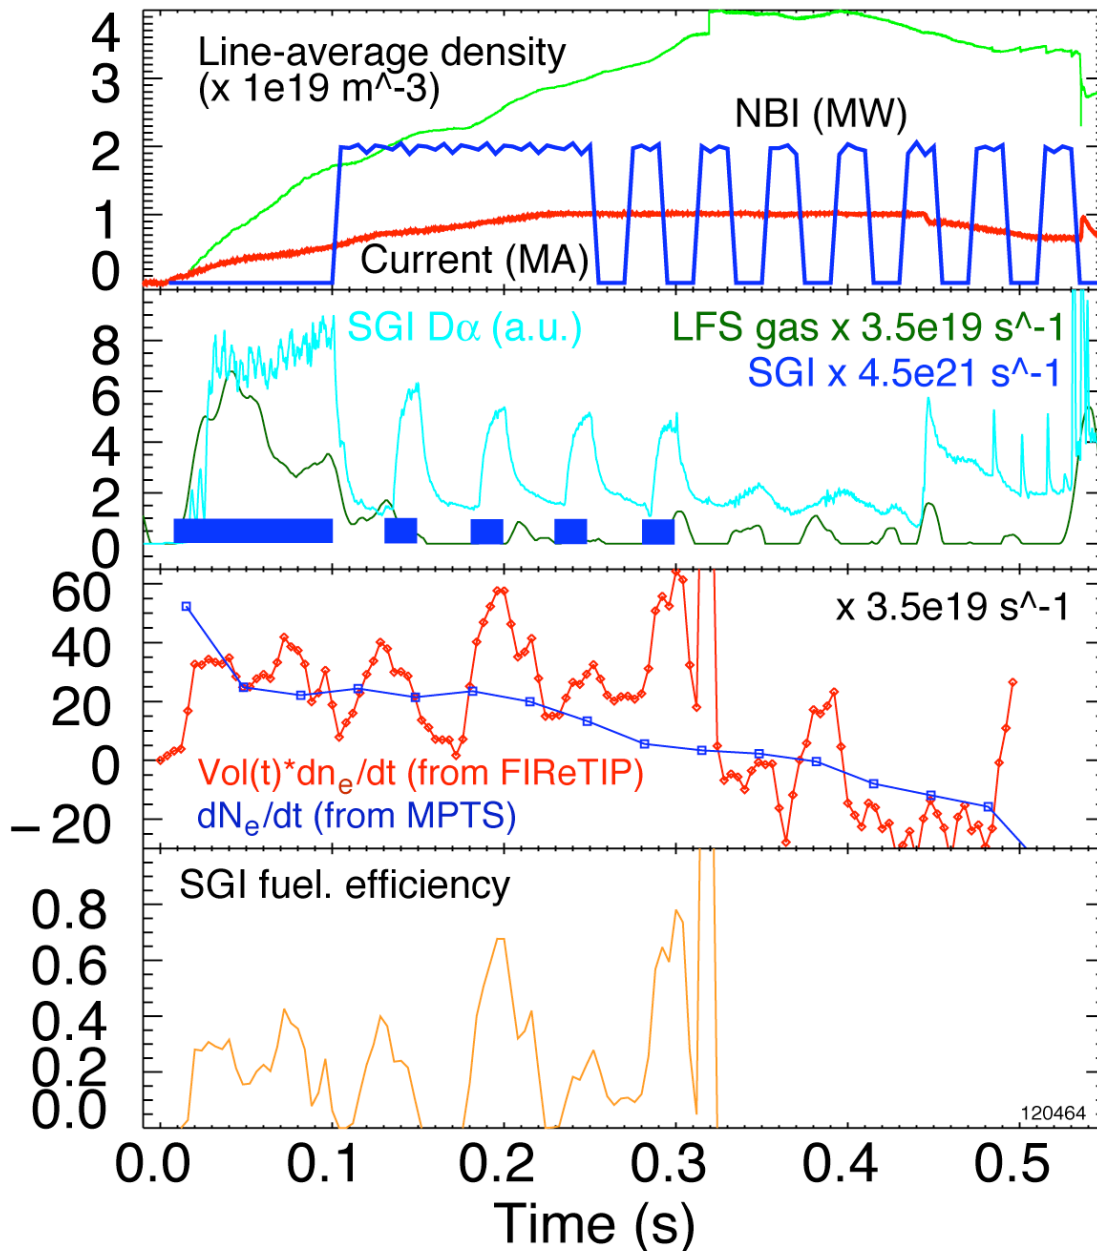 4
Line-average density
(x 1e19 m^-3)
3
NBI (MW)
2
1
Current (MA)
0
SGI Dα (a.u.)
LFS gas x 3.5e19 s^-1
8
SGI x 4.5e21 s^-1
6
4
2
0
60
x 3.5e19 s^-1
40
20
0
Vol(t)*dne/dt (from FIReTIP)
dNe/dt (from MPTS)
−20
SGI fuel. efficiency
0.8
0.6
0.4
0.2
0.0
120464
0.0 0.1 0.2 0.3 0.4 0.5
Time (s)